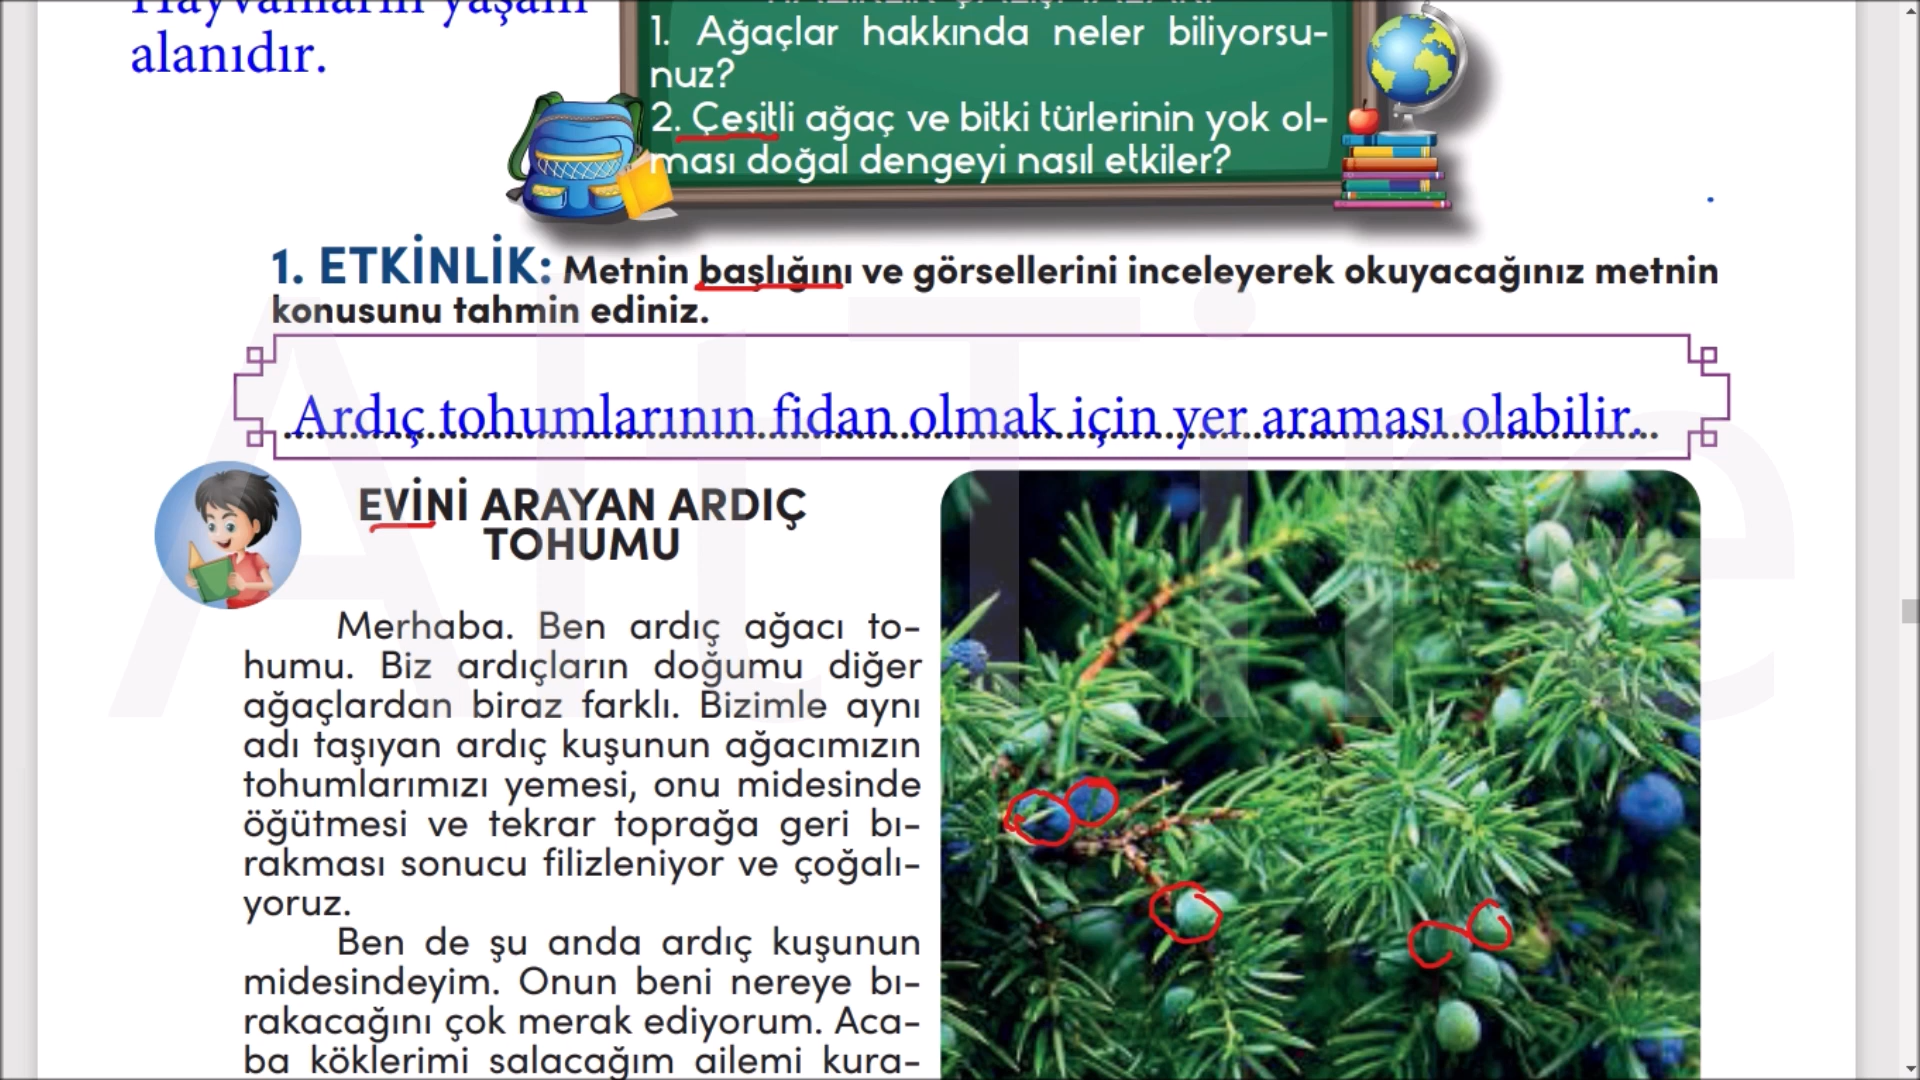 Hayvanların yaşam
alanıdır.
1. Ağaçlar hakkında neler biliyorsu-
nuz?
2. Çeşitli ağaç ve bitki türlerinin yok ol-
ması doğal dengeyi nasıl etkiler?
1. ETKİNLİK: Metnin başlığını ve görsellerini inceleyerek okuyacağınız metnin
konusunu tahmin ediniz.
Ardıç tohumlarının fidan olmak için yer araması olabilir.
EVİNİ ARAYAN ARDIÇ
TOHUMU
Merhaba. Ben ardıç ağacı to-
humu. Biz ardıçların doğumu diğer
ağaçlardan biraz farklı. Bizimle aynı
adı taşıyan ardıç kuşunun ağacımızın
tohumlarımızı yemesi, onu midesinde
öğütmesi ve tekrar toprağa geri bı-
rakması sonucu filizleniyor ve çoğalı-
yoruz.
Ben de şu anda ardıç kuşunun
midesindeyim. Onun beni nereye bı-
rakacağını çok merak ediyorum. Aca-
ba köklerimi salacağım ailemi kura-